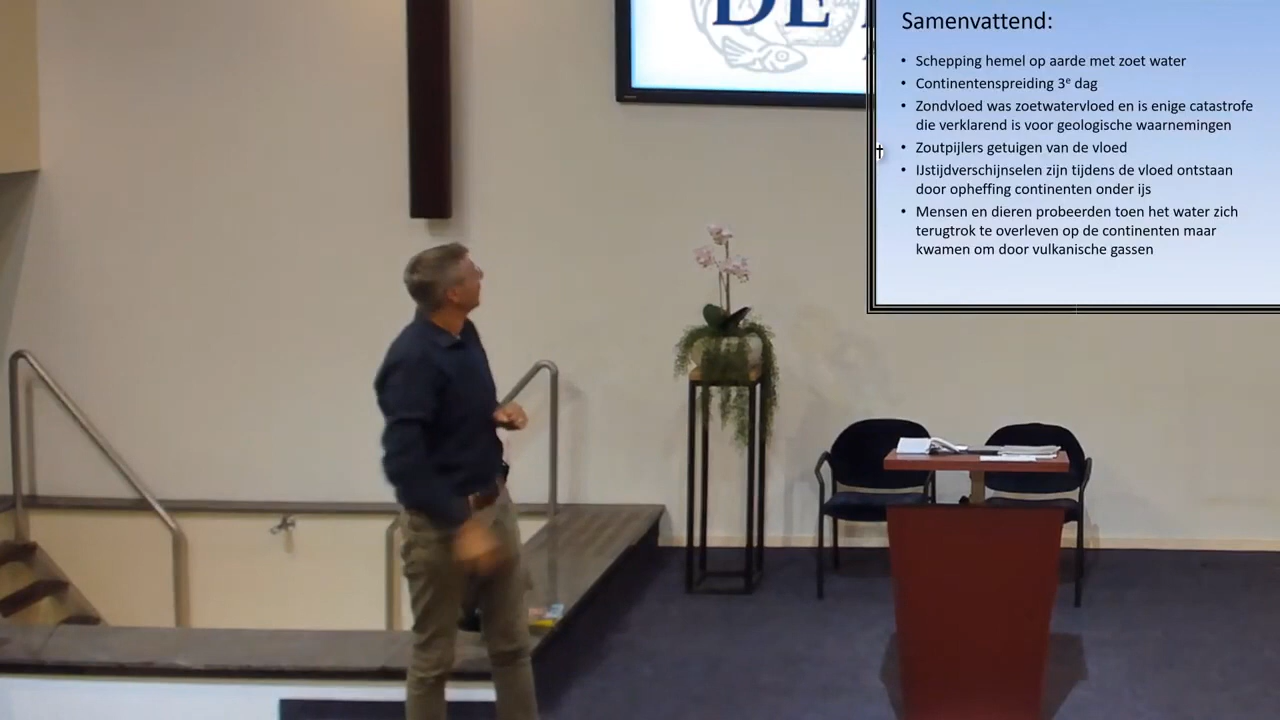 DE
Samenvattend:
• Schepping hemel op aarde met zoet water
• Continentenspreiding 3e dag
• Zondvloed was zoetwatervloed en is enige catastrofe
die verklarend is voor geologische waarnemingen
• Zoutpijlers getuigen van de vloed
• IJstijdverschijnselen zijn tijdens de vloed ontstaan
door opheffing continenten onder ijs
• Mensen en dieren probeerden toen het water zich
terugtrok te overleven op de continenten maar
kwamen om door vulkanische gassen